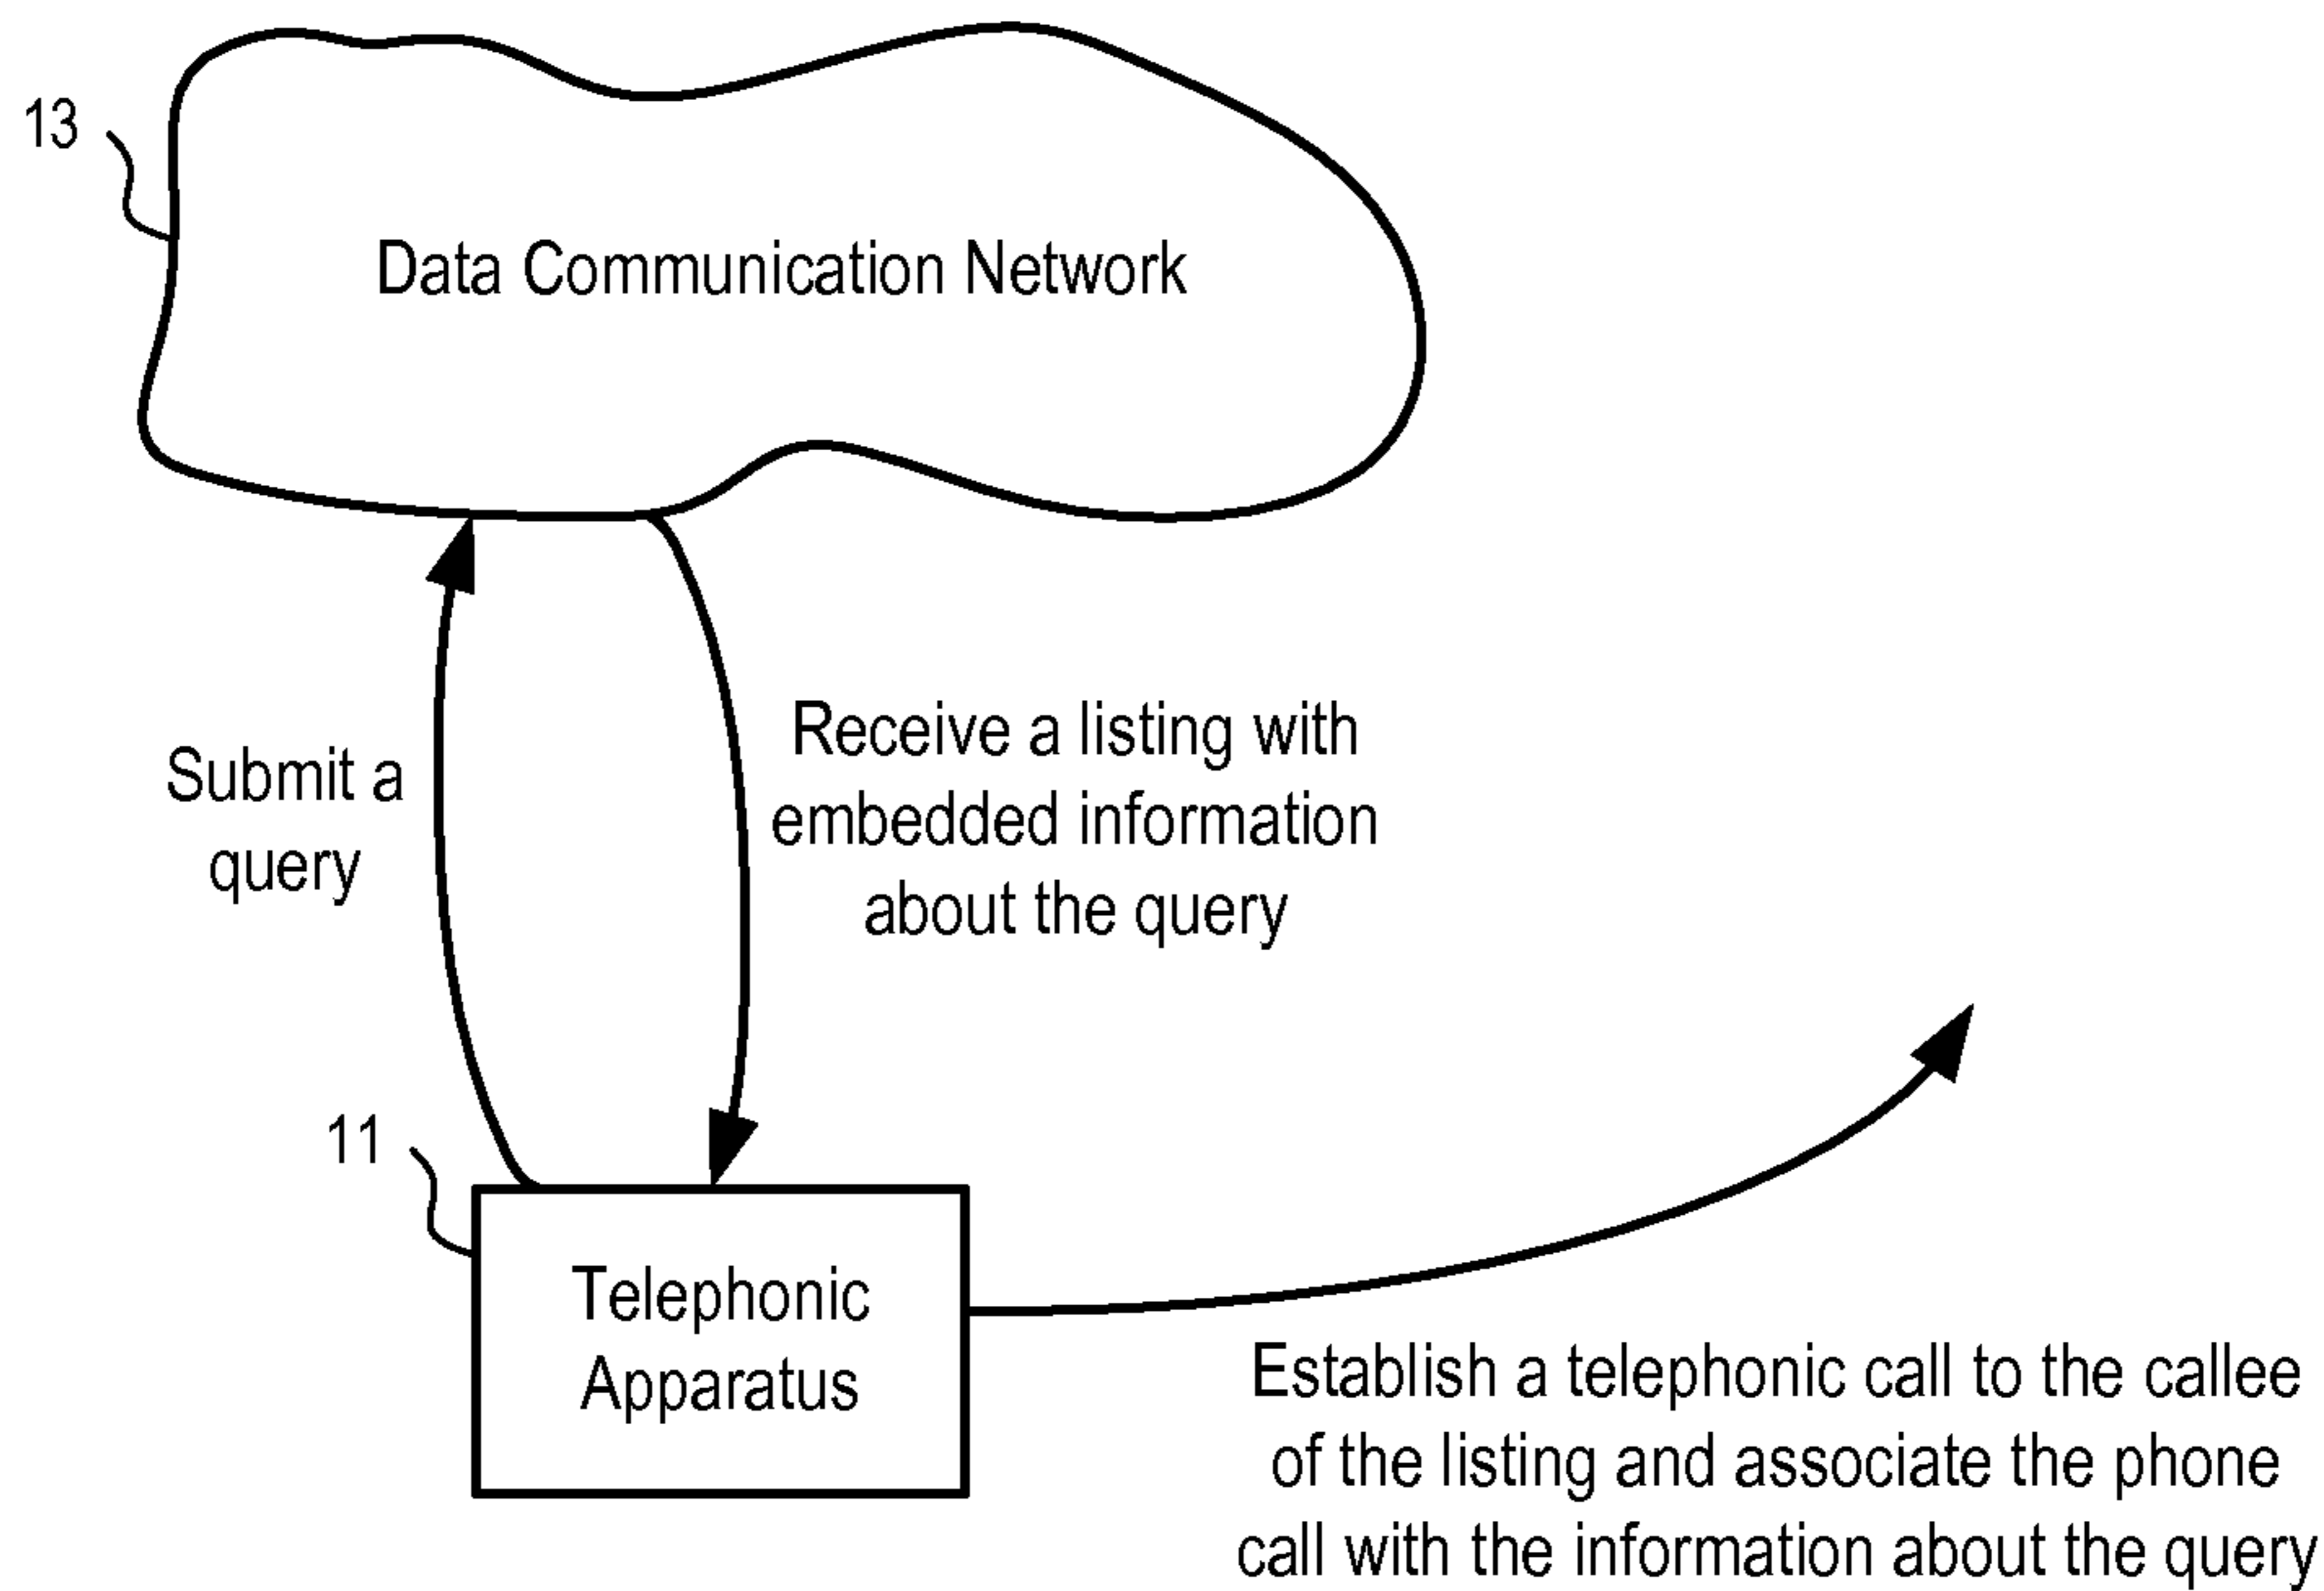 13
Data Communication Network
Submit a
query
Receive a listing with
embedded information
about the query
11
Telephonic
Apparatus
Establish a telephonic call to the callee
of the listing and associate the phone
call with the information about the query